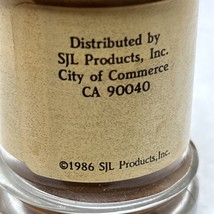 Distributed by
SJL Products, Inc.
City of Commerce
CA 90040
©1986 SJL Products, Inc.